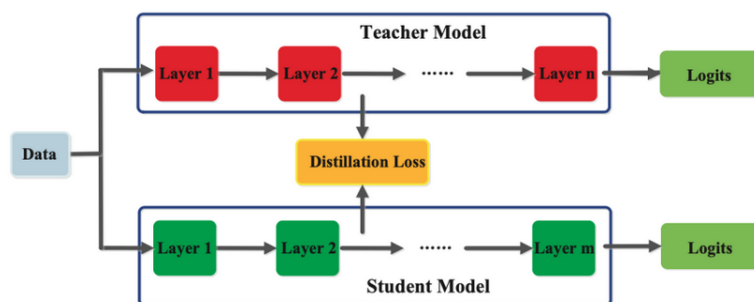 Teacher Model
Layer 1
Layer 2
......
Layer n
Logits
Data
Distillation Loss
Layer 1
Layer 2
......
Layer m
Logits
Student Model